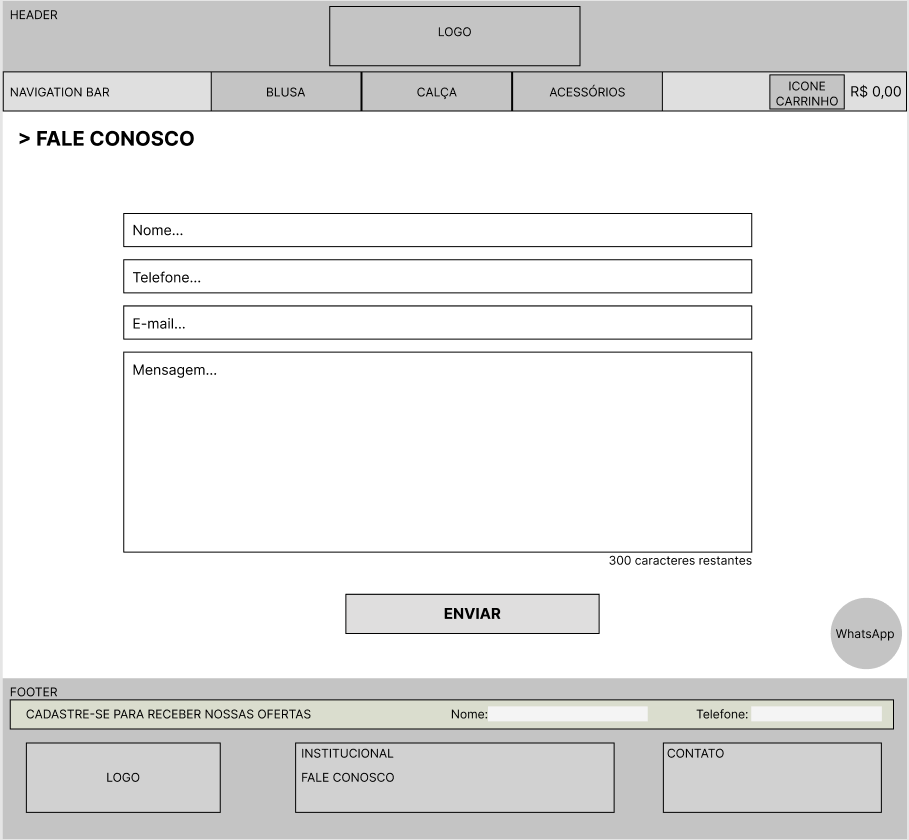 HEADER
LOGO
NAVIGATION BAR
BLUSA
CALÇA
ACESSÓRIOS
ICONE
CARRINHO
R$ 0,00
> FALE CONOSCO
Nome...
Telefone...
E-mail...
Mensagem...
300 caracteres restantes
ENVIAR
WhatsApp
FOOTER
CADASTRE-SE PARA RECEBER NOSSAS OFERTAS
Nome:
Telefone:
LOGO
INSTITUCIONAL
FALE CONOSCO
CONTATO